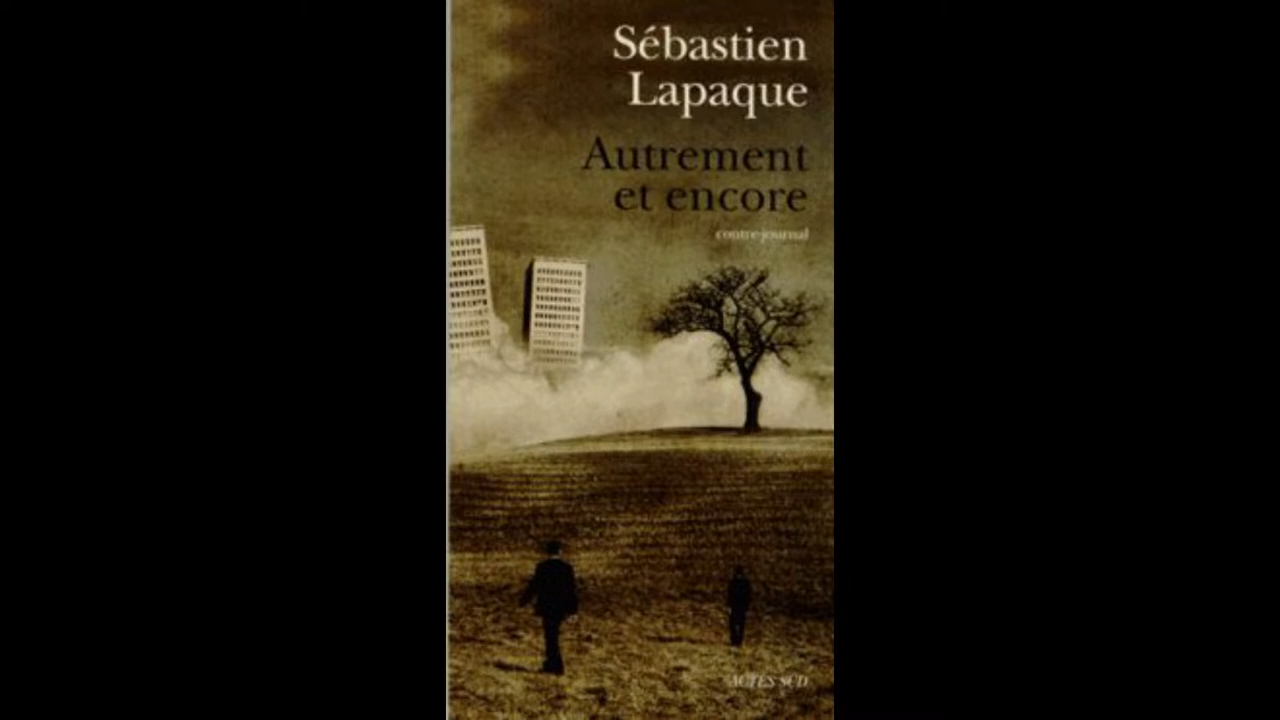 Sébastien
Lapaque
Autrement
et encore
contre-journal
ACTES SUD